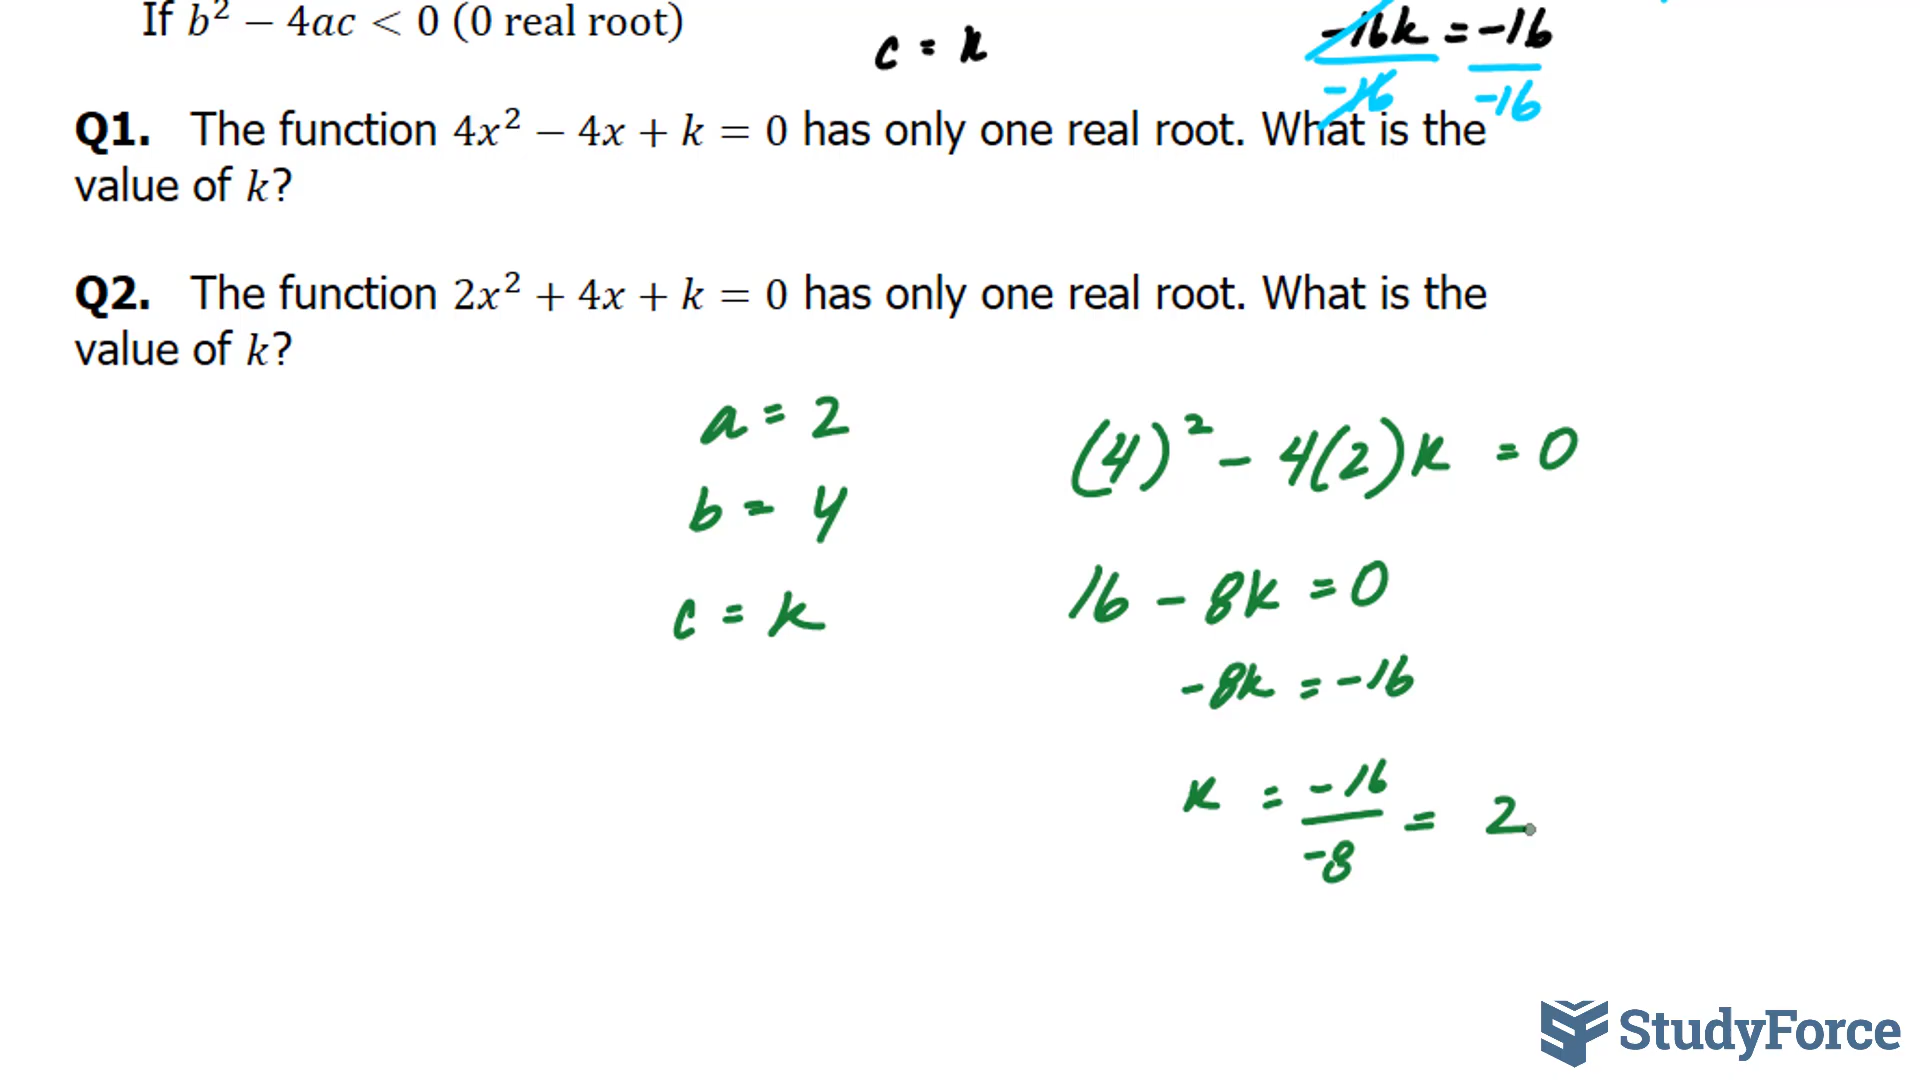 If b² − 4ac < 0 (0 real root)
c = k
-16k = -16
-16 -16
Q1. The function 4x² − 4x + k = 0 has only one real root. What is the
value of k?
Q2. The function 2x² + 4x + k = 0 has only one real root. What is the
value of k?
a = 2
b = 4
c = k
(4)² - 4(2)k = 0
16 - 8k = 0
-8k = -16
k = -16/-8 = 2
StudyForce